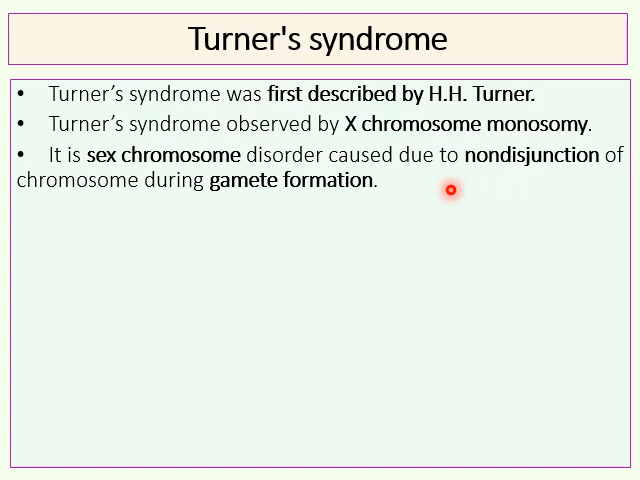 Turner's syndrome
• Turner’s syndrome was first described by H.H. Turner.
• Turner’s syndrome observed by X chromosome monosomy.
• It is sex chromosome disorder caused due to nondisjunction of
chromosome during gamete formation.